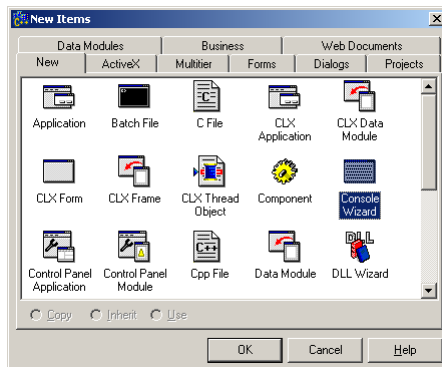 New Items
Data Modules Business Web Documents
New ActiveX Multitier Forms Dialogs Projects
Application Batch File C File CLX Application CLX Data Module
CLX Form CLX Frame CLX Thread Object Component Console Wizard
Control Panel Application Control Panel Module Cpp File Data Module DLL Wizard
Copy Inherit Use
OK Cancel Help